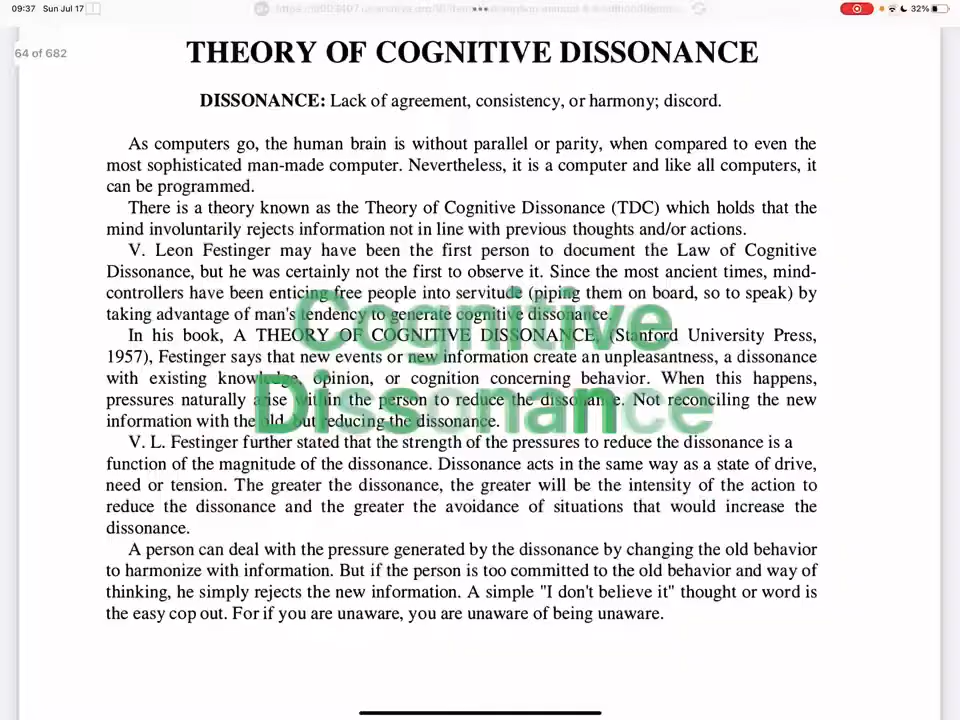 09:37 Sun Jul 17
32%
64 of 682
THEORY OF COGNITIVE DISSONANCE
DISSONANCE: Lack of agreement, consistency, or harmony; discord.
As computers go, the human brain is without parallel or parity, when compared to even the
most sophisticated man-made computer. Nevertheless, it is a computer and like all computers, it
can be programmed.
There is a theory known as the Theory of Cognitive Dissonance (TDC) which holds that the
mind involuntarily rejects information not in line with previous thoughts and/or actions.
V. Leon Festinger may have been the first person to document the Law of Cognitive
Dissonance, but he was certainly not the first to observe it. Since the most ancient times, mind-
controllers have been enticing free people into servitude (piping them on board, so to speak) by
taking advantage of man's tendency to generate cognitive dissonance.
In his book, A THEORY OF COGNITIVE DISSONANCE, (Stanford University Press,
1957), Festinger says that new events or new information create an unpleasantness, a dissonance
with existing knowledge, opinion, or cognition concerning behavior. When this happens,
pressures naturally arise within the person to reduce the dissonance. Not reconciling the new
information with the old, but reducing the dissonance.
V. L. Festinger further stated that the strength of the pressures to reduce the dissonance is a
function of the magnitude of the dissonance. Dissonance acts in the same way as a state of drive,
need or tension. The greater the dissonance, the greater will be the intensity of the action to
reduce the dissonance and the greater the avoidance of situations that would increase the
dissonance.
A person can deal with the pressure generated by the dissonance by changing the old behavior
to harmonize with information. But if the person is too committed to the old behavior and way of
thinking, he simply rejects the new information. A simple "I don't believe it" thought or word is
the easy cop out. For if you are unaware, you are unaware of being unaware.
Cognitive
Dissonance